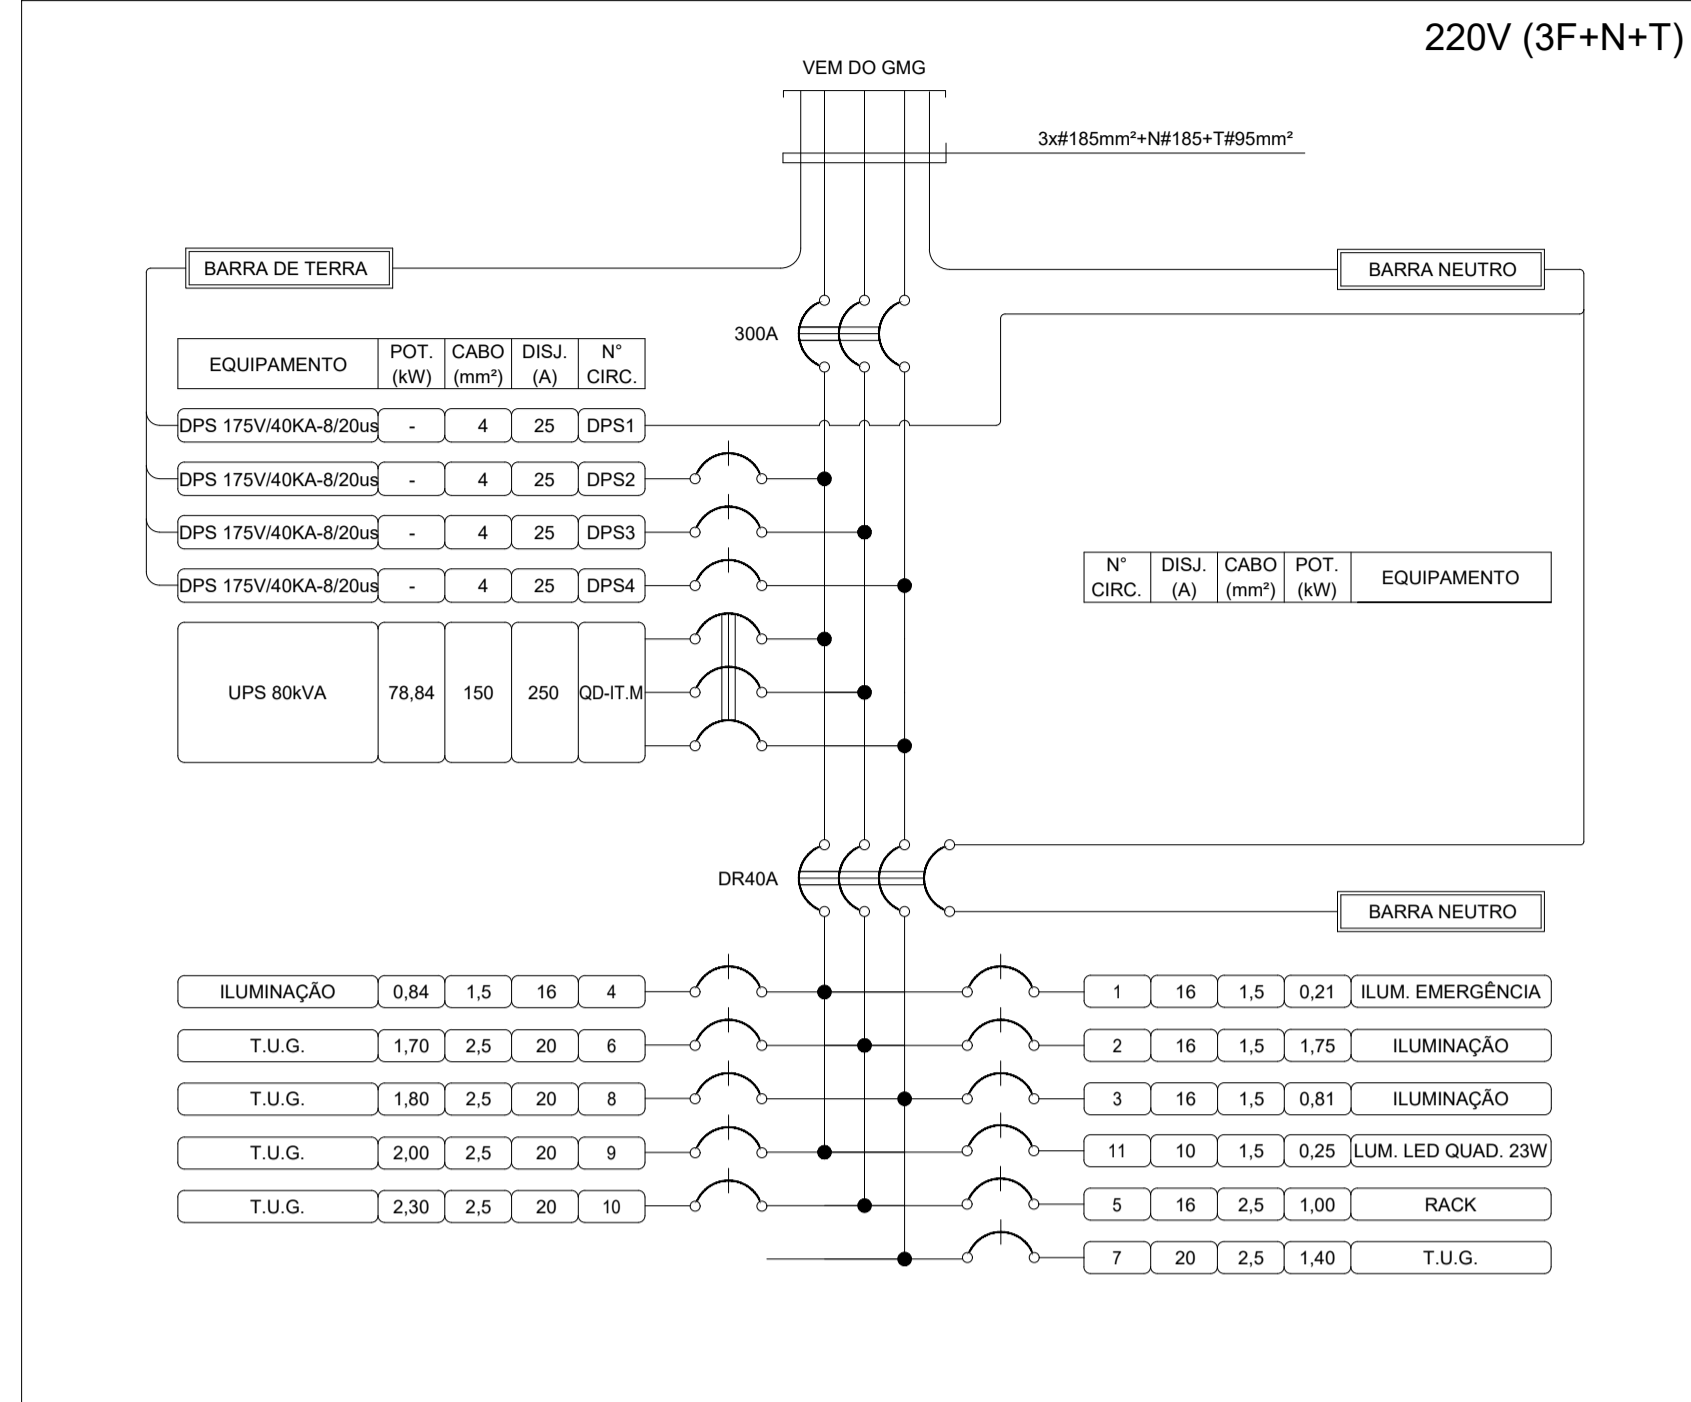 220V (3F+N+T)
VEM DO GMG
3x#185mm²+N#185+T#95mm²
BARRA DE TERRA
BARRA NEUTRO
300A
EQUIPAMENTO POT. (kW) CABO (mm²) DISJ. (A) N° CIRC.
DPS 175V/40KA-8/20us - 4 25 DPS1
DPS 175V/40KA-8/20us - 4 25 DPS2
DPS 175V/40KA-8/20us - 4 25 DPS3
DPS 175V/40KA-8/20us - 4 25 DPS4
N° CIRC. DISJ. (A) CABO (mm²) POT. (kW) EQUIPAMENTO
UPS 80kVA 78,84 150 250 QD-IT.M
DR40A
BARRA NEUTRO
ILUMINAÇÃO 0,84 1,5 16 4
1 16 1,5 0,21 ILUM. EMERGÊNCIA
T.U.G. 1,70 2,5 20 6
2 16 1,5 1,75 ILUMINAÇÃO
T.U.G. 1,80 2,5 20 8
3 16 1,5 0,81 ILUMINAÇÃO
T.U.G. 2,00 2,5 20 9
11 10 1,5 0,25 LUM. LED QUAD. 23W
T.U.G. 2,30 2,5 20 10
5 16 2,5 1,00 RACK
7 20 2,5 1,40 T.U.G.